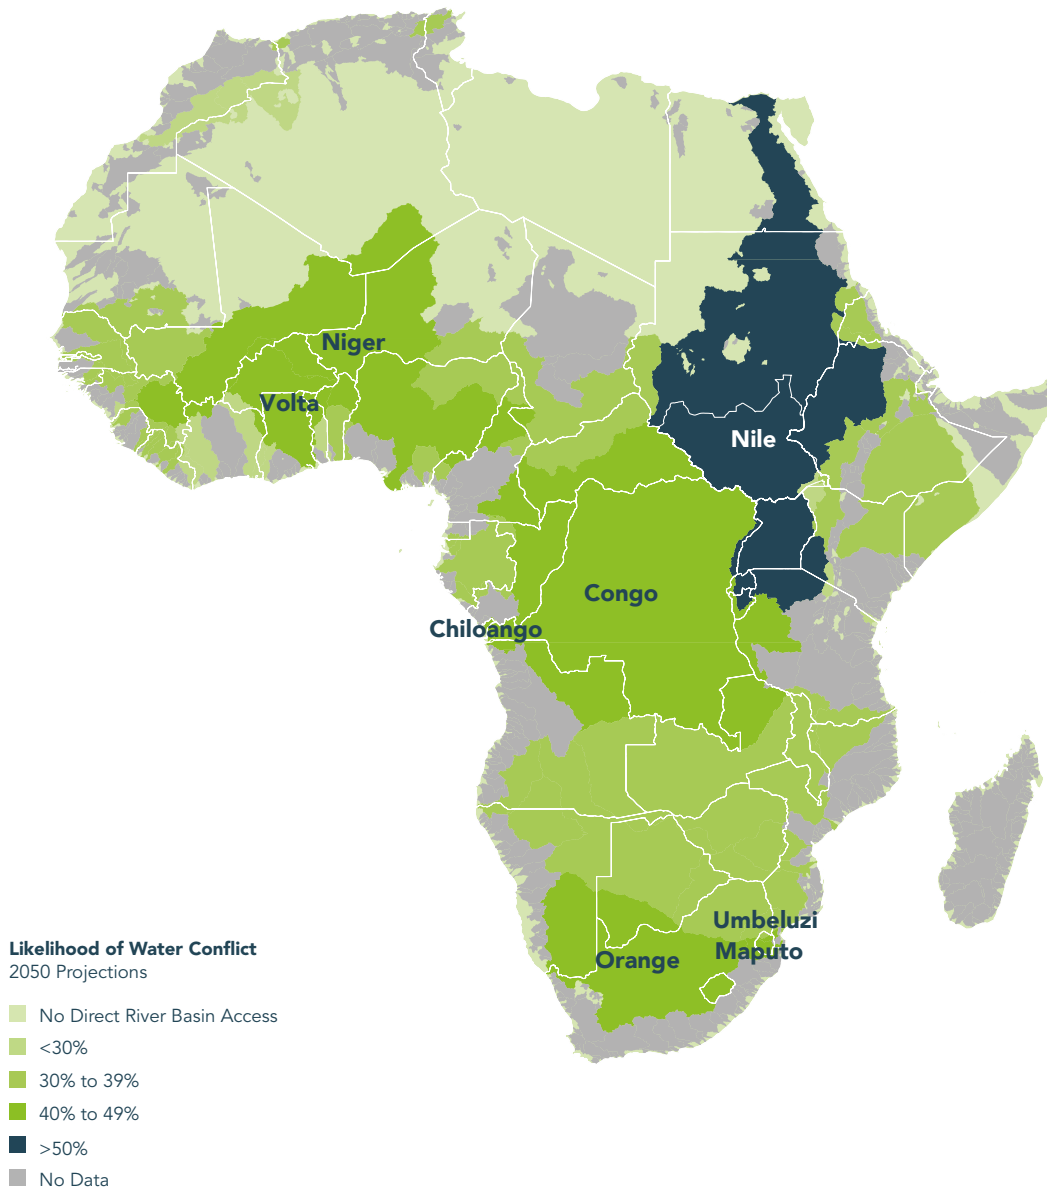 Niger
Volta
Nile
Congo
Chiloango
Umbeluzi
Maputo
Orange
Likelihood of Water Conflict
2050 Projections
No Direct River Basin Access
<30%
30% to 39%
40% to 49%
>50%
No Data